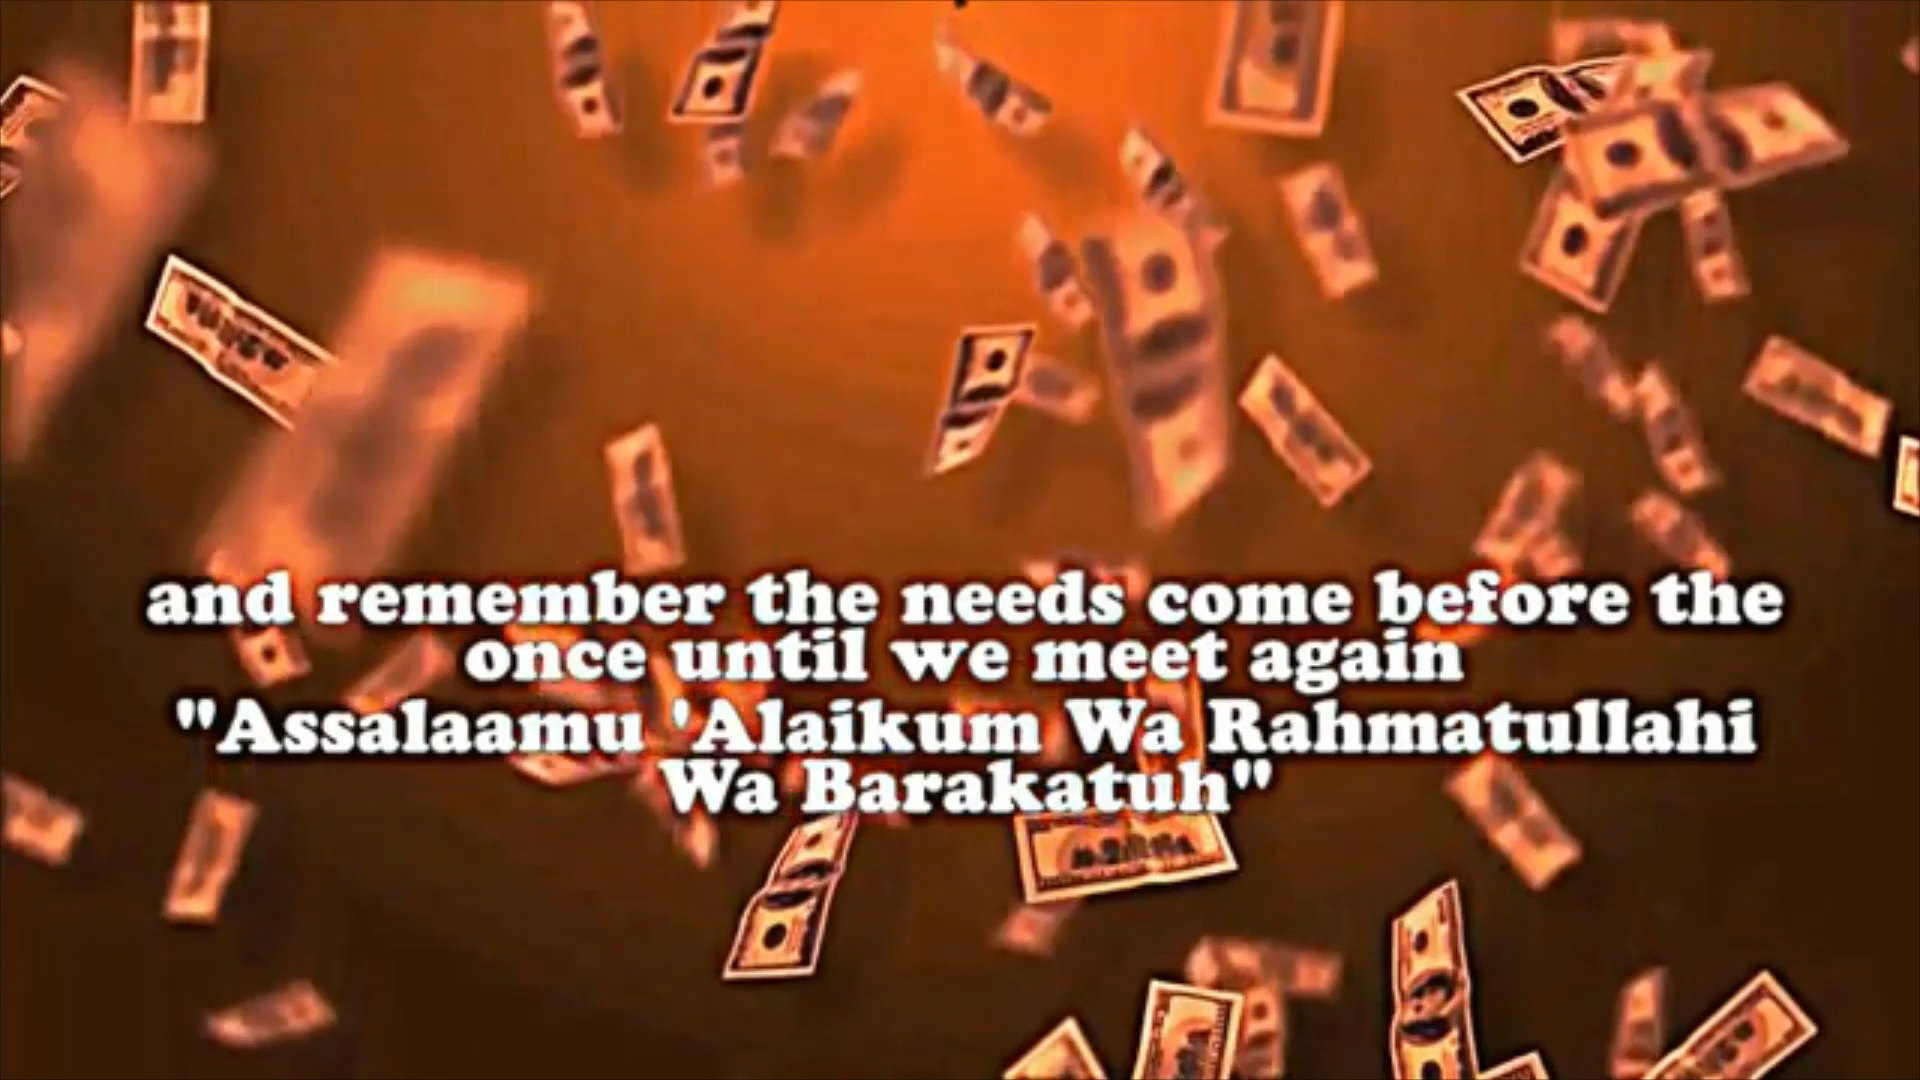 and remember the needs come before the
once until we meet again
"Assalaamu 'Alaikum Wa Rahmatullahi
Wa Barakatuh"